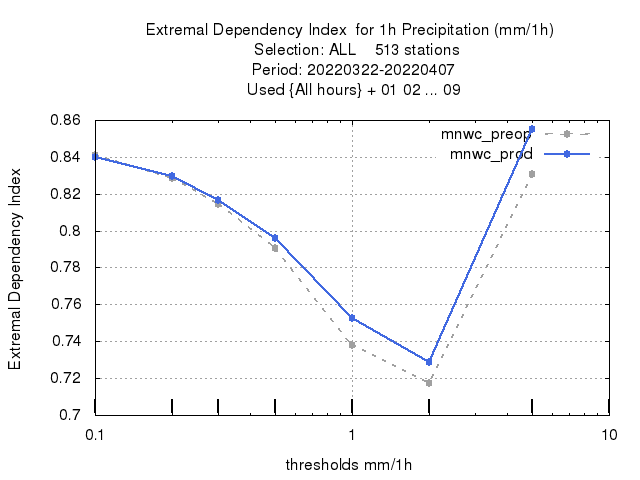 Extremal Dependency Index  for 1h Precipitation (mm/1h)
Selection: ALL    513 stations
Period: 20220322-20220407
Used {All hours} + 01 02 ... 09
Extremal Dependency Index
0.86
0.84
0.82
0.8
0.78
0.76
0.74
0.72
0.7
mnwc_preop
mnwc_prod
0.1
1
10
thresholds mm/1h